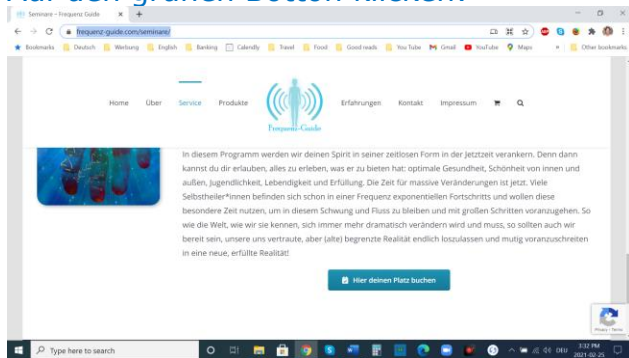 Auf den grünen Button klicken:
Seminare – Frequenz Guide
frequenz-guide.com/seminare/
Bookmarks Deutsch Werbung English Banking Calendly Travel Food Good reads You Tube Gmail YouTube Maps » Other bookmarks
Home Über Service Produkte Erfahrungen Kontakt Impressum
Frequenz-Guide
In diesem Programm werden wir deinen Spirit in seiner zeitlosen Form in der Jetztzeit verankern. Denn dann
kannst du dir erlauben, alles zu erleben, was er zu bieten hat: optimale Gesundheit, Schönheit von innen und
außen, Jugendlichkeit, Lebendigkeit und Erfüllung. Die Zeit für massive Veränderungen ist jetzt. Viele
Selbstheiler*innen befinden sich schon in einer Frequenz exponentiellen Fortschritts und wollen diese
besondere Zeit nutzen, um in diesem Schwung und Fluss zu bleiben und mit großen Schritten voranzugehen. So
wie die Welt, wie wir sie kennen, sich immer mehr dramatisch verändern wird und muss, so sollten auch wir
bereit sein, unsere uns vertraute, aber (alte) begrenzte Realität endlich loszulassen und mutig voranzuschreiten
in eine neue, erfüllte Realität!
Hier deinen Platz buchen
Privacy - Terms
Type here to search
DEU
3:32 PM
2021-02-25